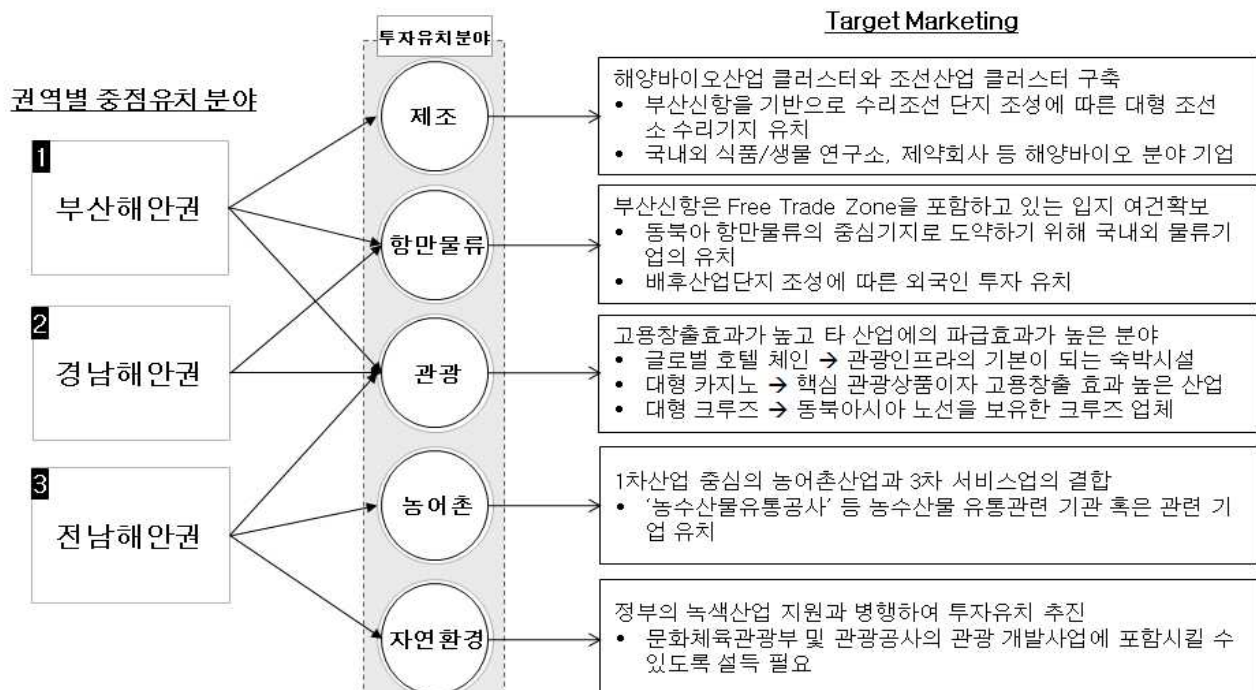 Target Marketing
투자유치분야
권역별 중점유치 분야
1
부산해안권
2
경남해안권
3
전남해안권
제조
항만물류
관광
농어촌
자연환경
해양바이오산업 클러스터와 조선산업 클러스터 구축
• 부산신항을 기반으로 수리조선 단지 조성에 따른 대형 조선
소 수리기지 유치
• 국내외 식품/생물 연구소, 제약회사 등 해양바이오 분야 기업
부산신항은 Free Trade Zone을 포함하고 있는 입지 여건확보
• 동북아 항만물류의 중심기지로 도약하기 위해 국내외 물류기
업의 유치
• 배후산업단지 조성에 따른 외국인 투자 유치
고용창출효과가 높고 타 산업에의 파급효과가 높은 분야
• 글로벌 호텔 체인 → 관광인프라의 기본이 되는 숙박시설
• 대형 카지노 → 핵심 관광상품이자 고용창출 효과 높은 산업
• 대형 크루즈 → 동북아시아 노선을 보유한 크루즈 업체
1차산업 중심의 농어촌산업과 3차 서비스업의 결합
• ‘농수산물유통공사’ 등 농수산물 유통관련 기관 혹은 관련 기
업 유치
정부의 녹색산업 지원과 병행하여 투자유치 추진
• 문화체육관광부 및 관광공사의 관광 개발사업에 포함시킬 수
있도록 설득 필요